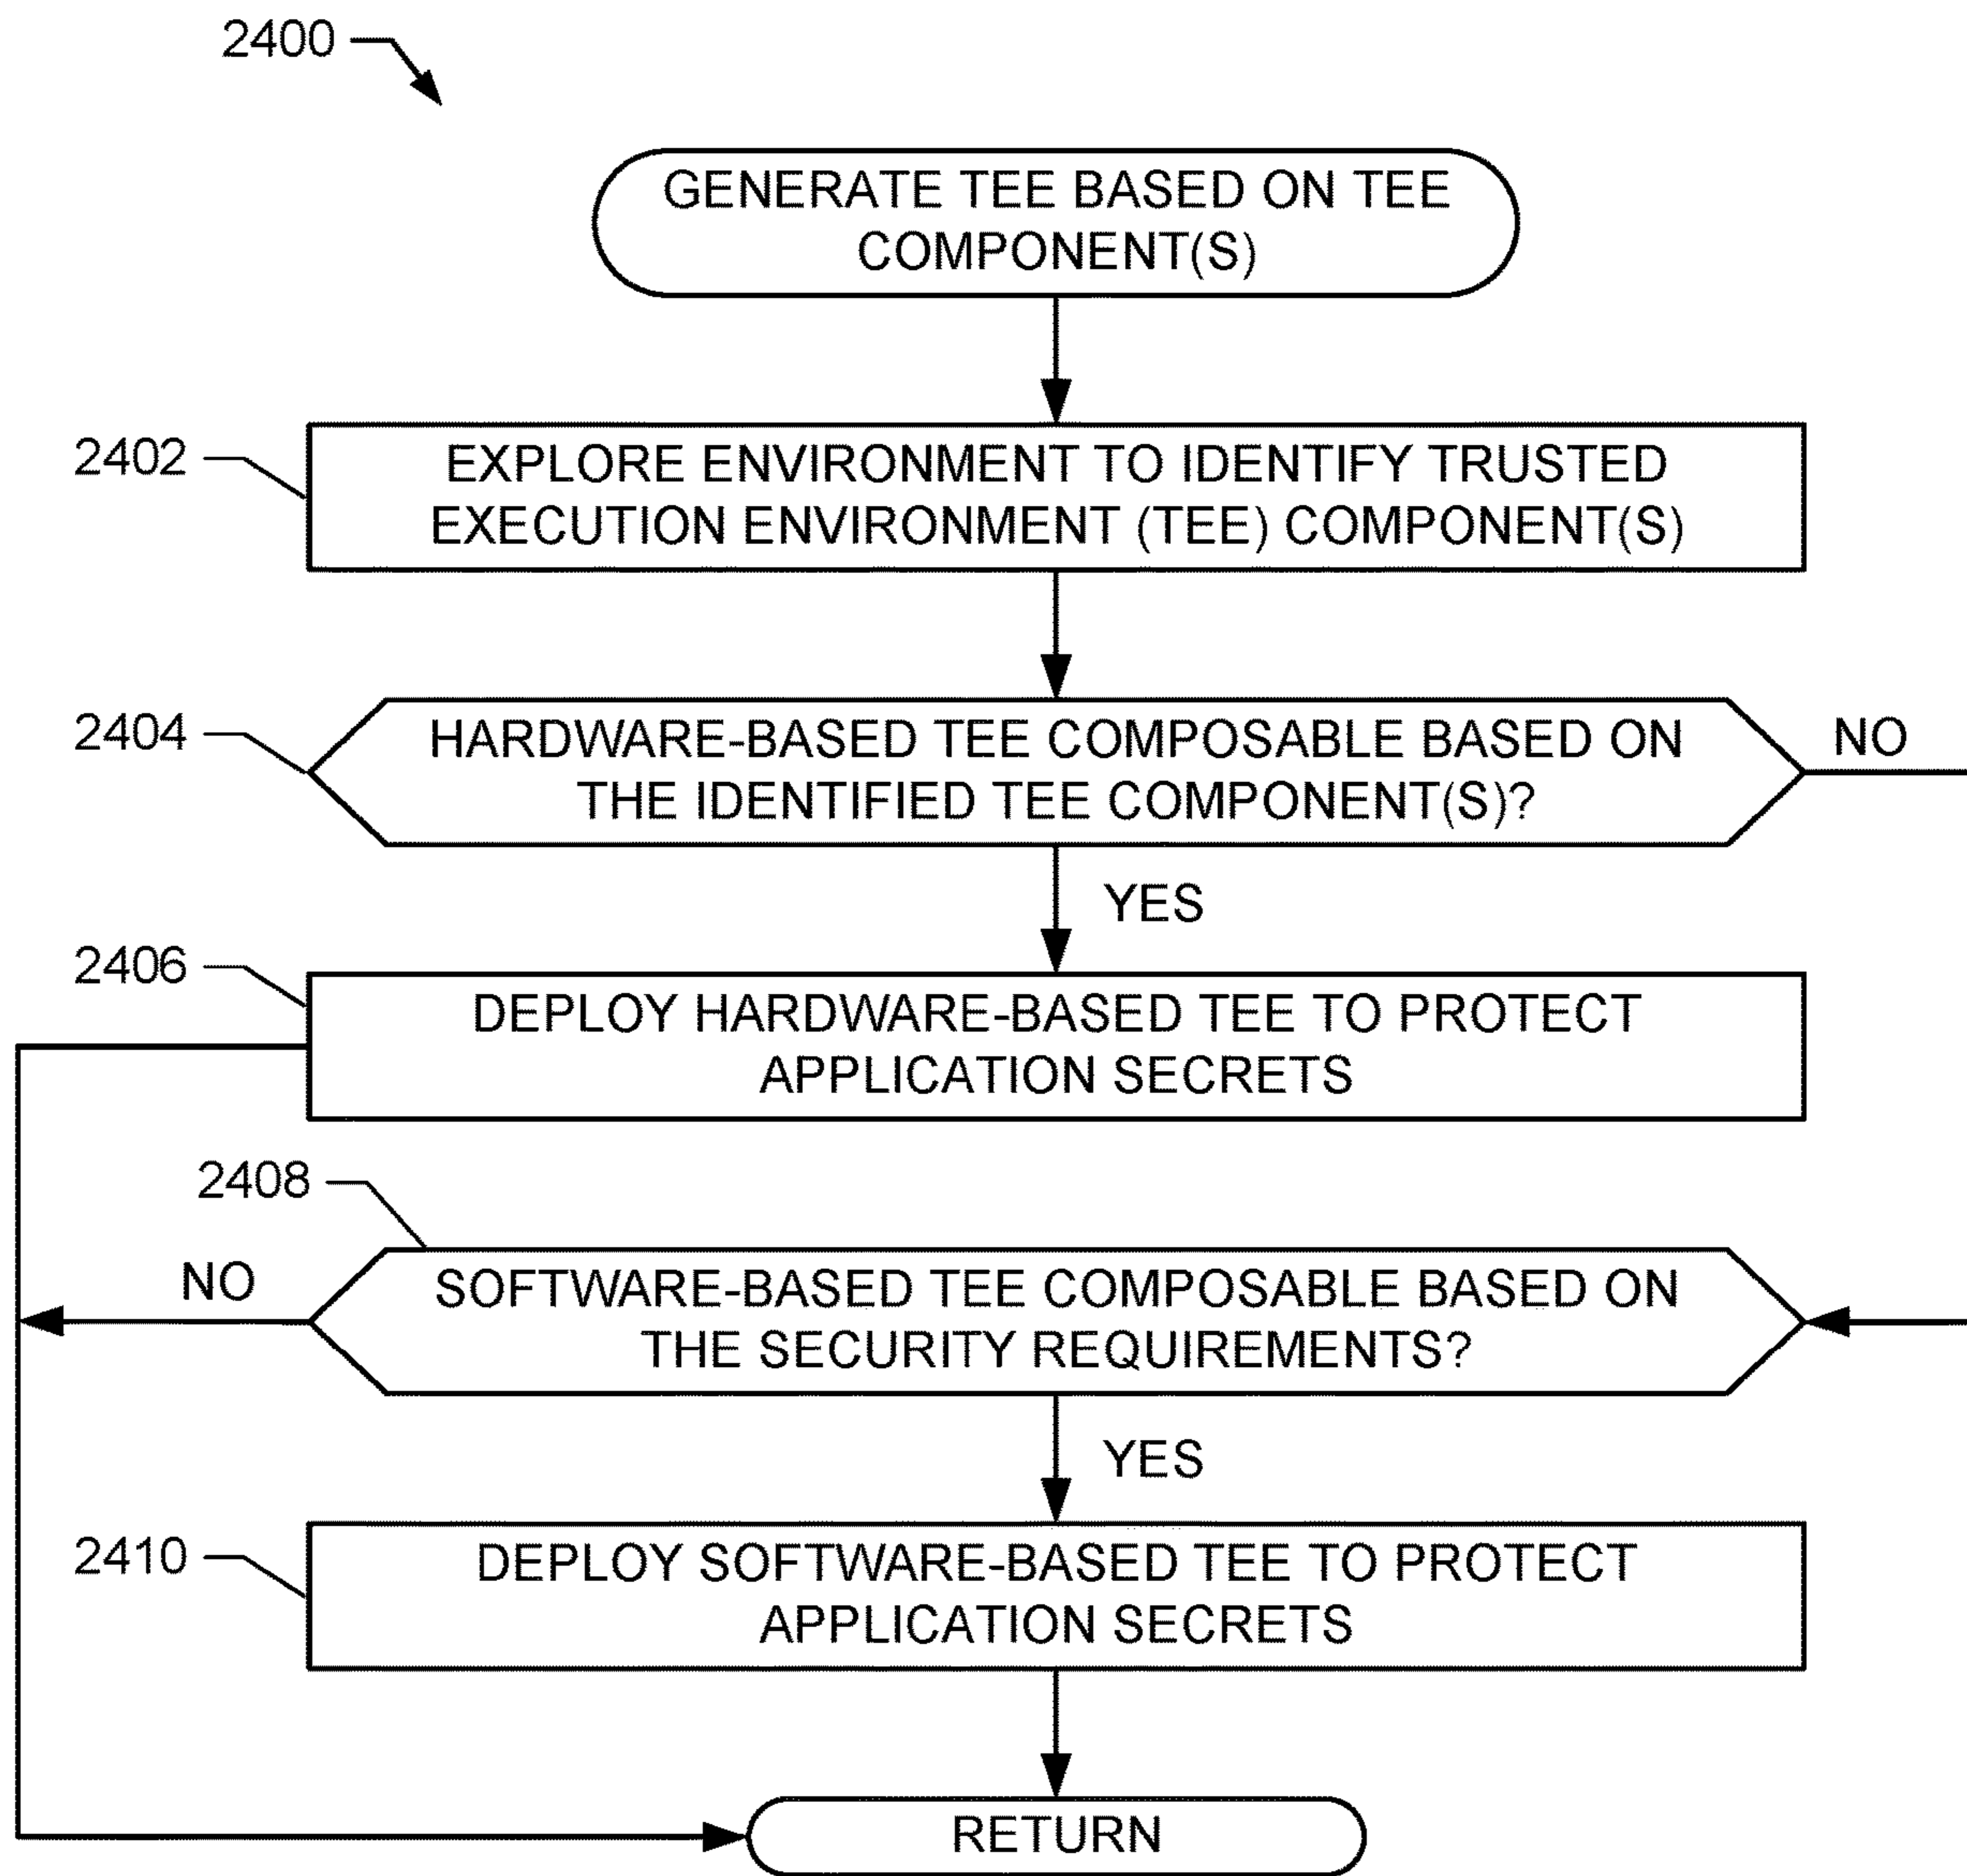 2400
GENERATE TEE BASED ON TEE
COMPONENT(S)
2402
EXPLORE ENVIRONMENT TO IDENTIFY TRUSTED
EXECUTION ENVIRONMENT (TEE) COMPONENT(S)
2404
HARDWARE-BASED TEE COMPOSABLE BASED ON
THE IDENTIFIED TEE COMPONENT(S)?
NO
YES
2406
DEPLOY HARDWARE-BASED TEE TO PROTECT
APPLICATION SECRETS
2408
NO
SOFTWARE-BASED TEE COMPOSABLE BASED ON
THE SECURITY REQUIREMENTS?
YES
2410
DEPLOY SOFTWARE-BASED TEE TO PROTECT
APPLICATION SECRETS
RETURN